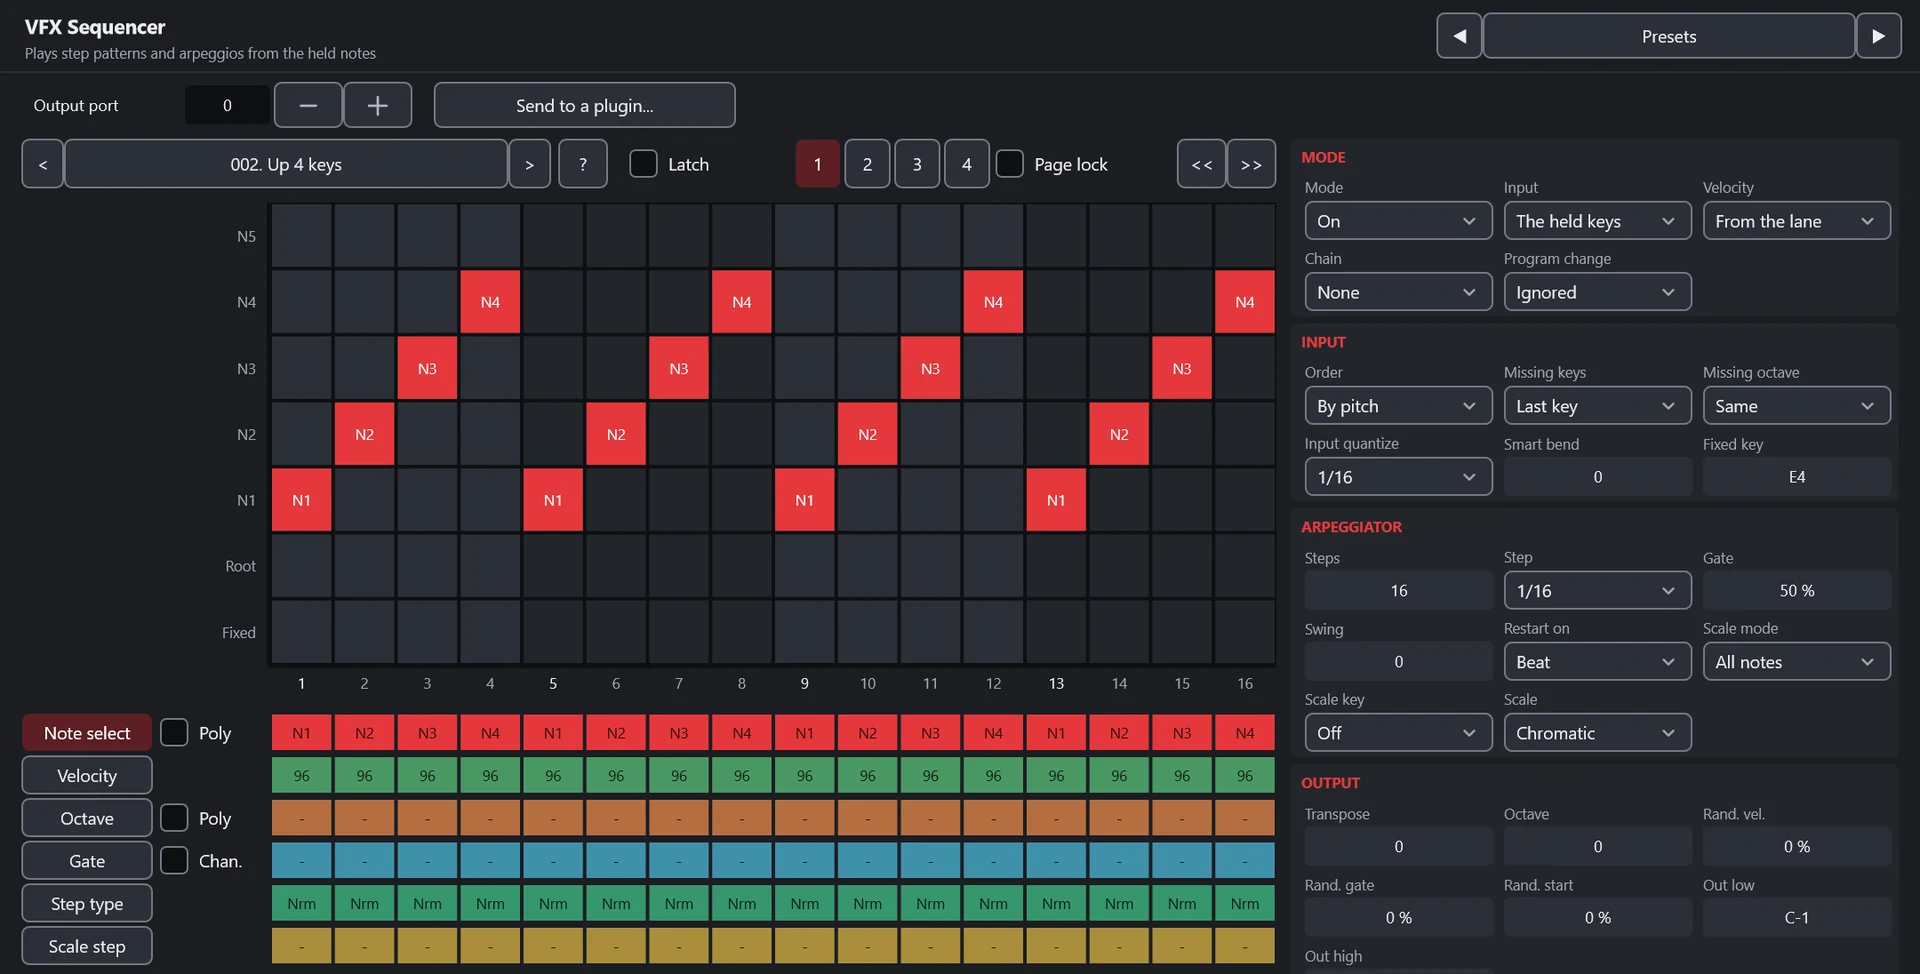 VFX Sequencer
Plays step patterns and arpeggios from the held notes
◀ Presets ▶
Output port 0 − + Send to a plugin...
< 002. Up 4 keys > ? Latch 1 2 3 4 Page lock << >>
N5
N4 N4 N4 N4 N4
N3 N3 N3 N3 N3
N2 N2 N2 N2 N2
N1 N1 N1 N1 N1
Root
Fixed
1 2 3 4 5 6 7 8 9 10 11 12 13 14 15 16
Note select Poly N1 N2 N3 N4 N1 N2 N3 N4 N1 N2 N3 N4 N1 N2 N3 N4
Velocity 96 96 96 96 96 96 96 96 96 96 96 96 96 96 96 96
Octave Poly - - - - - - - - - - - - - - - -
Gate Chan. - - - - - - - - - - - - - - - -
Step type Nrm Nrm Nrm Nrm Nrm Nrm Nrm Nrm Nrm Nrm Nrm Nrm Nrm Nrm Nrm Nrm
Scale step - - - - - - - - - - - - - - - -
MODE
Mode Input Velocity
On The held keys From the lane
Chain Program change
None Ignored
INPUT
Order Missing keys Missing octave
By pitch Last key Same
Input quantize Smart bend Fixed key
1/16 0 E4
ARPEGGIATOR
Steps Step Gate
16 1/16 50 %
Swing Restart on Scale mode
0 Beat All notes
Scale key Scale
Off Chromatic
OUTPUT
Transpose Octave Rand. vel.
0 0 0 %
Rand. gate Rand. start Out low
0 % 0 % C-1
Out high